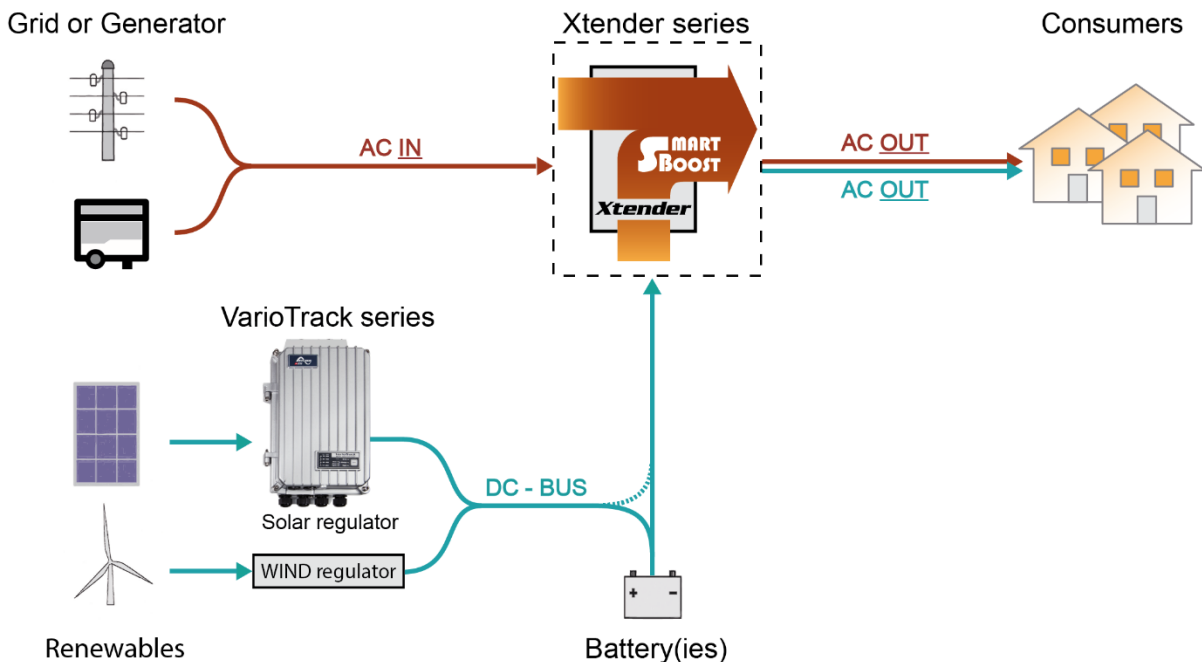 Grid or Generator
Xtender series
Consumers
AC IN
SMART
BOOST
Xtender
AC OUT
AC OUT
VarioTrack series
DC - BUS
Solar regulator
WIND regulator
+ -
Renewables
Battery(ies)